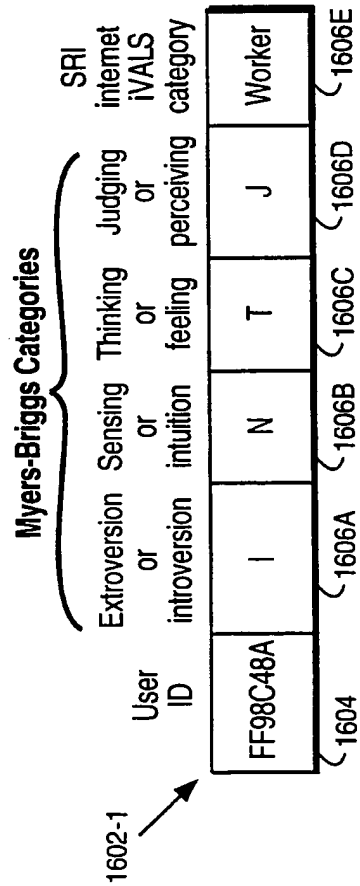 Myers-Briggs Categories
User
ID
Extroversion
or
introversion
Sensing
or
intuition
Thinking
or
feeling
Judging
or
perceiving
SRI
internet
iVALS
category
1602-1
FF98C48A
I
N
T
J
Worker
1604
1606A
1606B
1606C
1606D
1606E